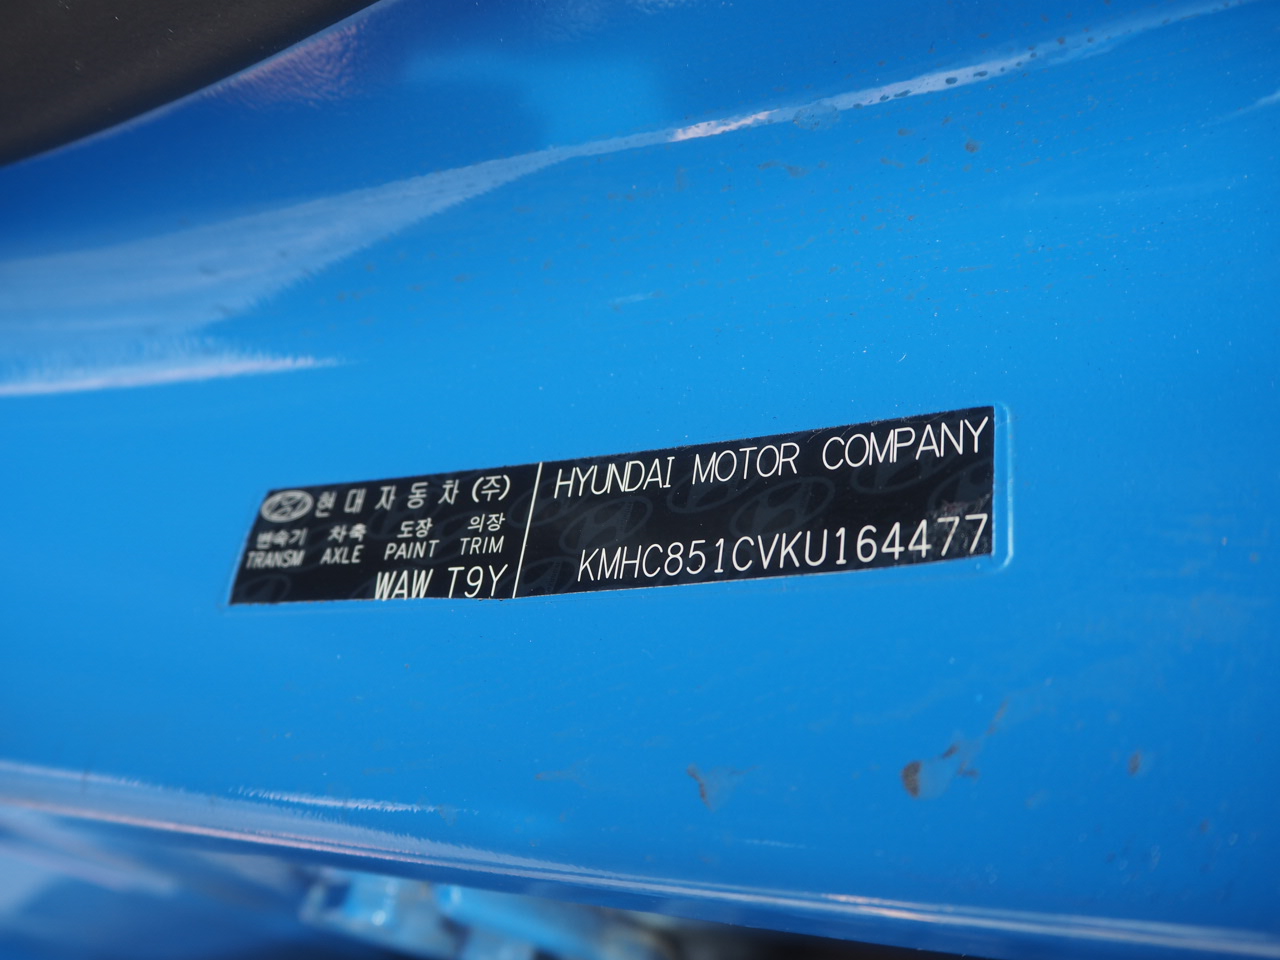 현대자동차(주)
변속기 차축 도장 의장
TRANSM AXLE PAINT TRIM
WAW T9Y
HYUNDAI MOTOR COMPANY
KMHC851CVKU164477